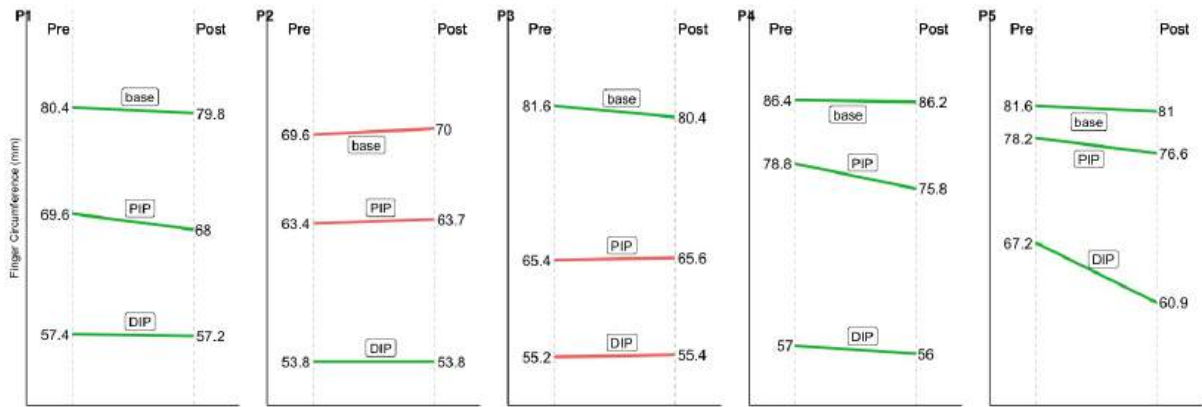 P1
Pre Post
80.4 base 79.8
69.6 PIP 68
57.4 DIP 57.2
Finger Circumference (mm)
P2
Pre Post
69.6 base 70
63.4 PIP 63.7
53.8 DIP 53.8
P3
Pre Post
81.6 base 80.4
65.4 PIP 65.6
55.2 DIP 55.4
P4
Pre Post
86.4 base 86.2
78.8 PIP 75.8
57 DIP 56
P5
Pre Post
81.6 base 81
78.2 PIP 76.6
67.2 DIP 60.9